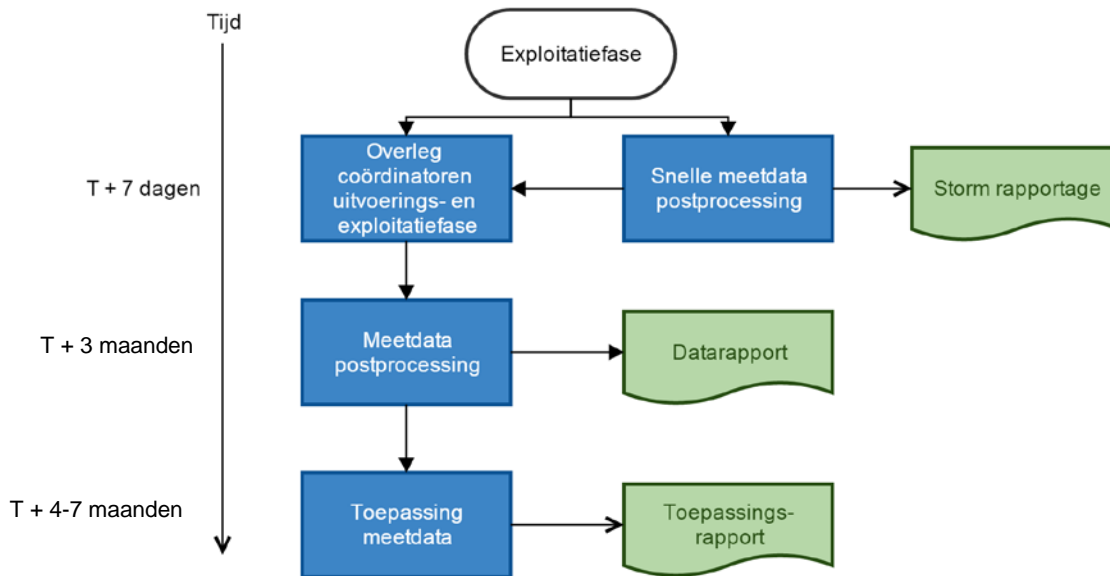 Tijd
Exploitatiefase
T + 7 dagen
Overleg
coördinatoren
uitvoerings- en
exploitatiefase
Snelle meetdata
postprocessing
Storm rapportage
T + 3 maanden
Meetdata
postprocessing
Datarapport
T + 4-7 maanden
Toepassing
meetdata
Toepassings-
rapport